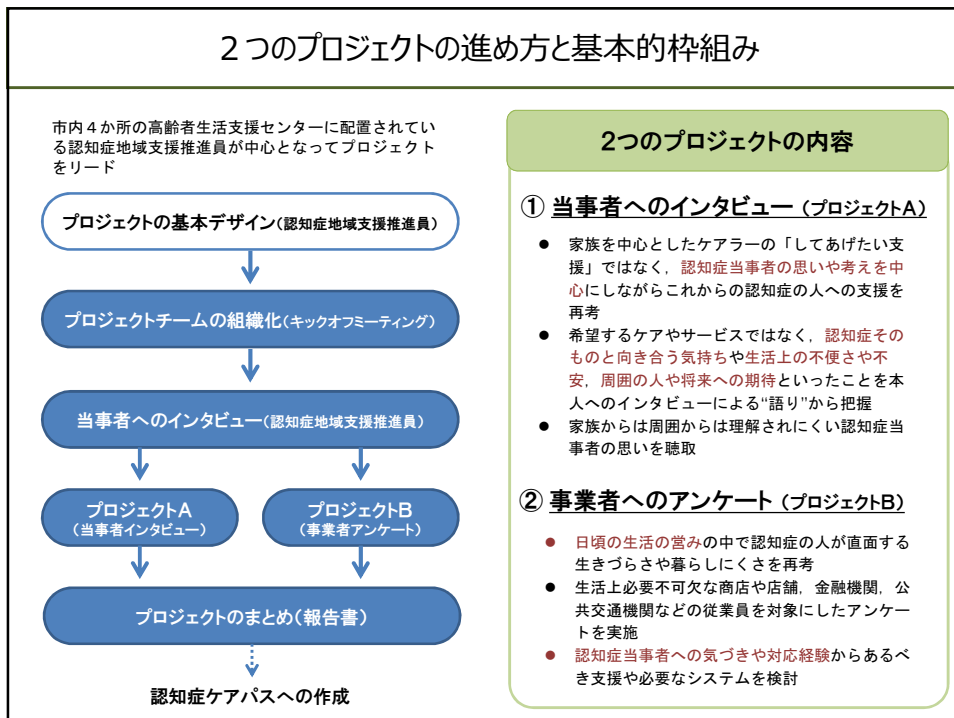 ２つのプロジェクトの進め方と基本的枠組み
市内４か所の高齢者生活支援センターに配置されてい
る認知症地域支援推進員が中心となってプロジェクト
をリード
プロジェクトの基本デザイン（認知症地域支援推進員）
プロジェクトチームの組織化（キックオフミーティング）
当事者へのインタビュー（認知症地域支援推進員）
プロジェクトA
（当事者インタビュー）
プロジェクトB
（事業者アンケート）
プロジェクトのまとめ（報告書）
認知症ケアパスへの作成
2つのプロジェクトの内容
① 当事者へのインタビュー（プロジェクトA）
● 家族を中心としたケアラーの「してあげたい支
援」ではなく，認知症当事者の思いや考えを中
心にしながらこれからの認知症の人への支援を
再考
● 希望するケアやサービスではなく，認知症その
ものと向き合う気持ちや生活上の不便さや不
安，周囲の人や将来への期待といったことを本
人へのインタビューによる“語り”から把握
● 家族からは周囲からは理解されにくい認知症当
事者の思いを聴取
② 事業者へのアンケート（プロジェクトB）
● 日頃の生活の営みの中で認知症の人が直面する
生きづらさや暮らしにくさを再考
● 生活上必要不可欠な商店や店舗，金融機関，公
共交通機関などの従業員を対象にしたアンケー
トを実施
● 認知症当事者への気づきや対応経験からあるべ
き支援や必要なシステムを検討